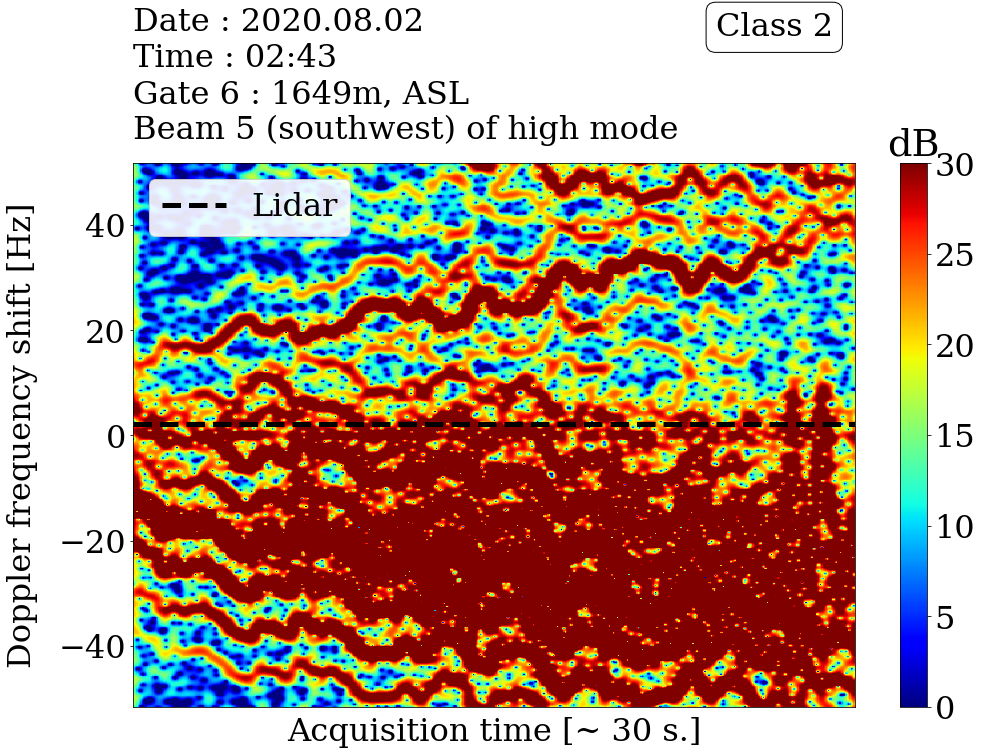 Date : 2020.08.02
Time : 02:43
Gate 6 : 1649m, ASL
Beam 5 (southwest) of high mode
Class 2
dB
Lidar
Doppler frequency shift [Hz]
40
20
0
−20
−40
Acquisition time [~ 30 s.]
30
25
20
15
10
5
0